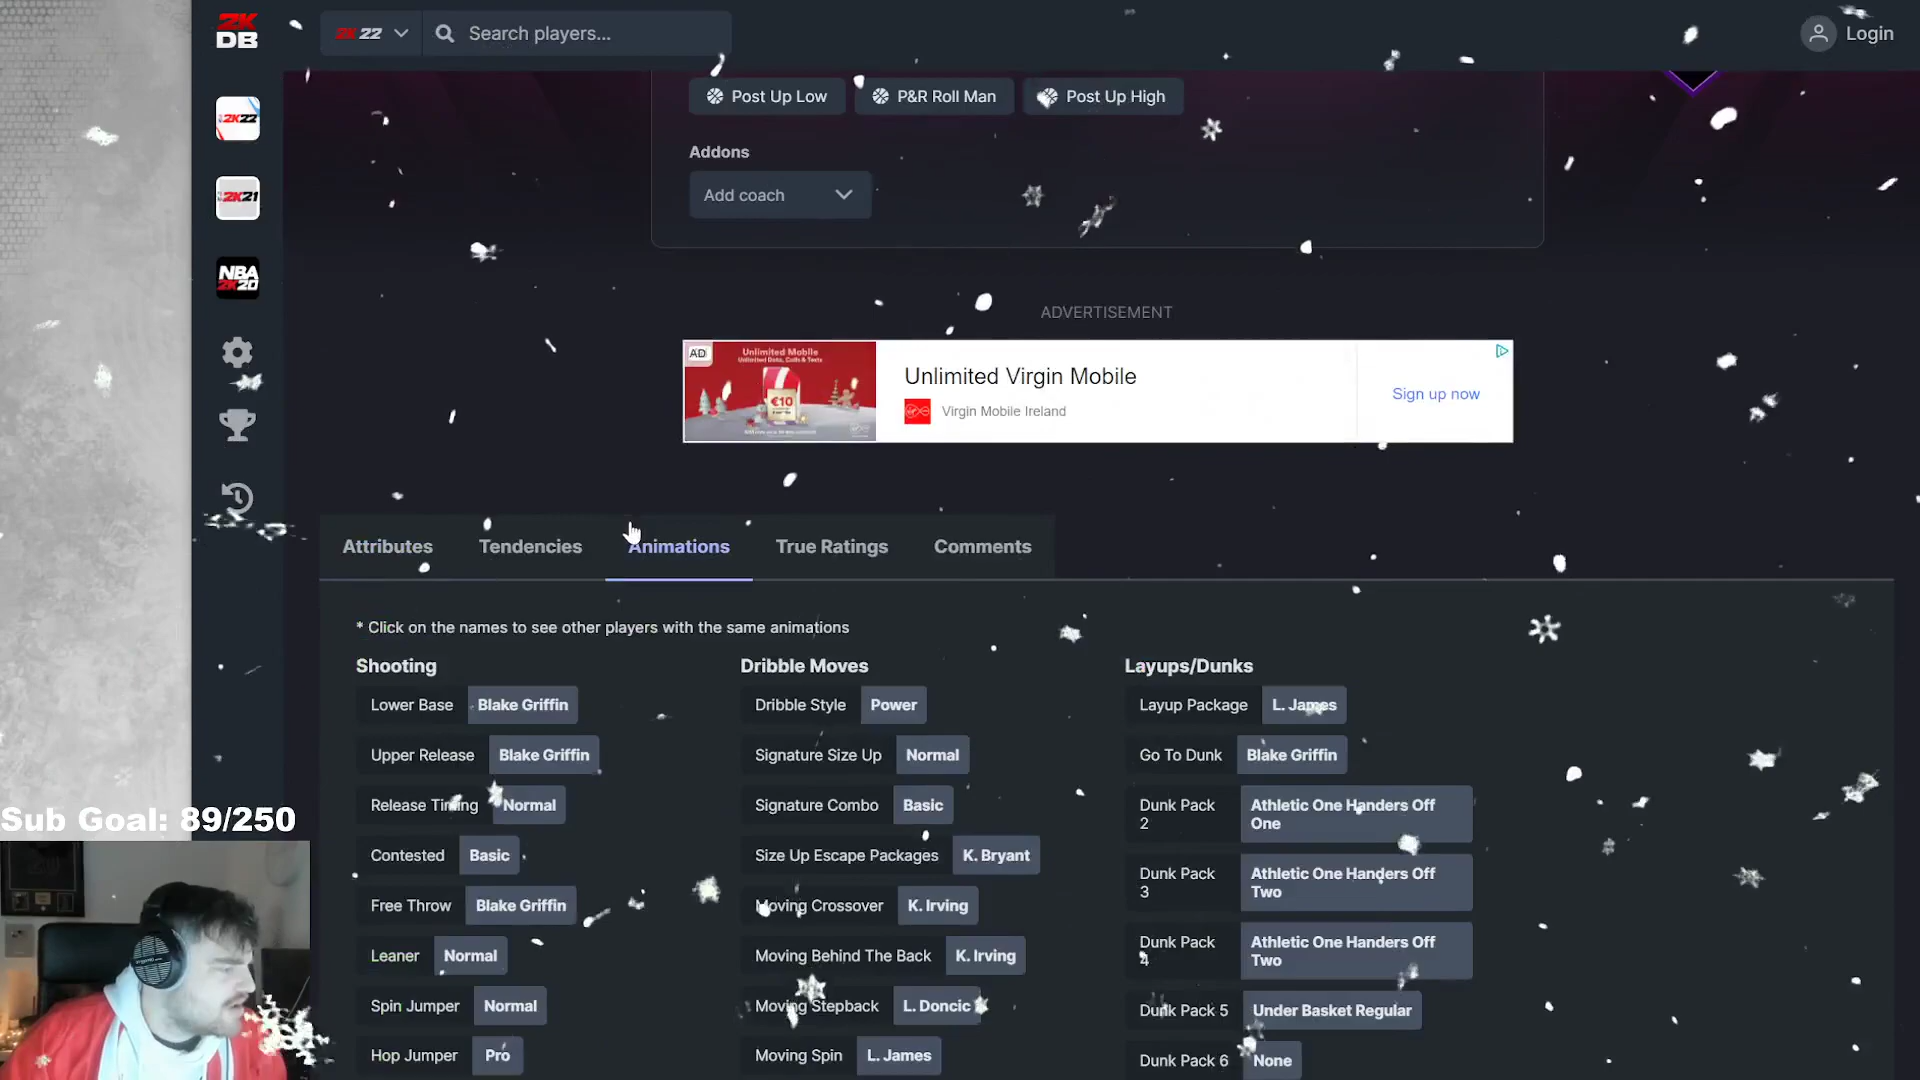 2K
DB
2K22
Search players...
Login
2K22
2K21
NBA
2K20
Post Up Low
P&R Roll Man
Post Up High
Addons
Add coach
ADVERTISEMENT
AD
Unlimited Mobile
Unlimited Data, Calls & Texts
€10
Unlimited Virgin Mobile
Virgin Mobile Ireland
Sign up now
Attributes
Tendencies
Animations
True Ratings
Comments
* Click on the names to see other players with the same animations
Shooting
Lower Base Blake Griffin
Upper Release Blake Griffin
Release Timing Normal
Contested Basic
Free Throw Blake Griffin
Leaner Normal
Spin Jumper Normal
Hop Jumper Pro
Dribble Moves
Dribble Style Power
Signature Size Up Normal
Signature Combo Basic
Size Up Escape Packages K. Bryant
Moving Crossover K. Irving
Moving Behind The Back K. Irving
Moving Stepback L. Doncic
Moving Spin L. James
Layups/Dunks
Layup Package L. James
Go To Dunk Blake Griffin
Dunk Pack 2 Athletic One Handers Off One
Dunk Pack 3 Athletic One Handers Off Two
Dunk Pack 4 Athletic One Handers Off Two
Dunk Pack 5 Under Basket Regular
Dunk Pack 6 None
Sub Goal: 89/250